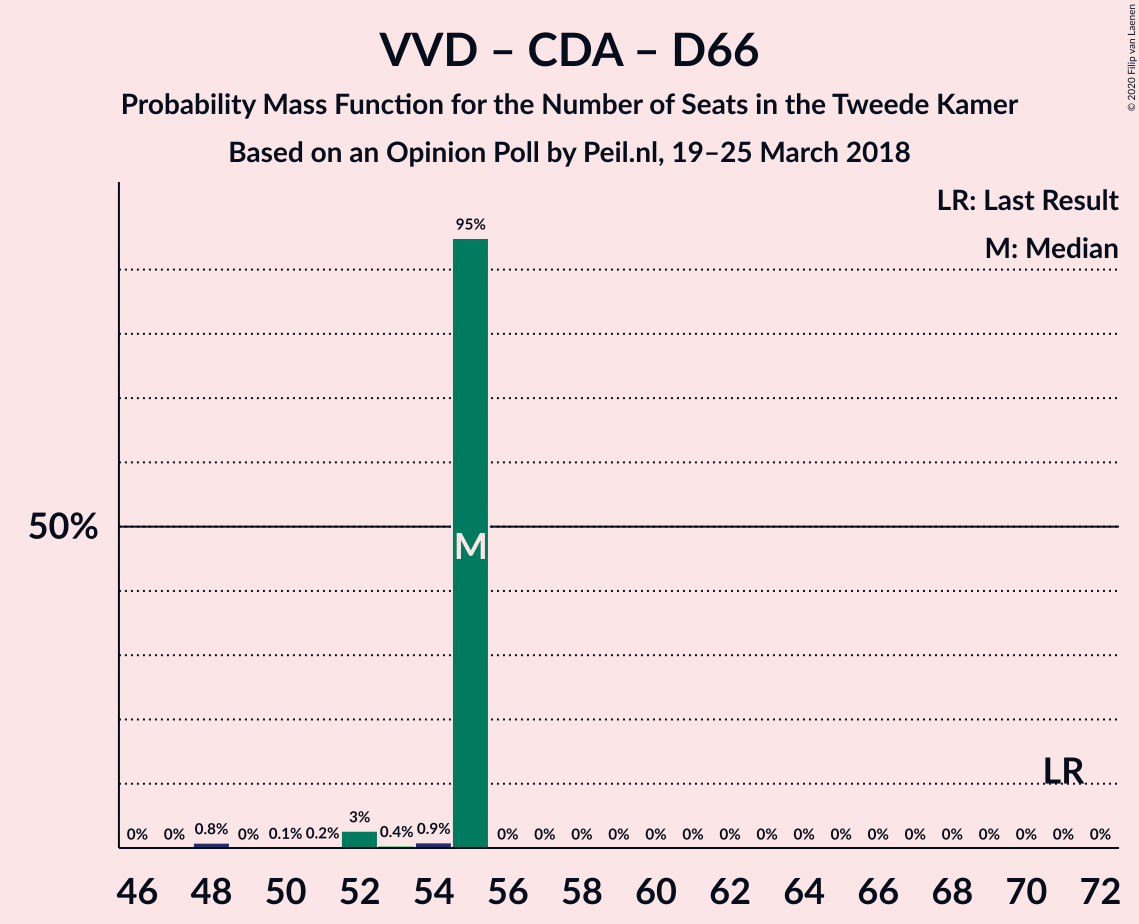 VVD – CDA – D66
Probability Mass Function for the Number of Seats in the Tweede Kamer
Based on an Opinion Poll by Peil.nl, 19–25 March 2018
© 2020 Filip van Laenen
LR: Last Result
M: Median
95%
50%
M
LR
0% 0% 0.8% 0% 0.1% 0.2% 3% 0.4% 0.9% 0% 0% 0% 0% 0% 0% 0% 0% 0% 0% 0% 0% 0% 0% 0% 0% 0%
46 48 50 52 54 56 58 60 62 64 66 68 70 72